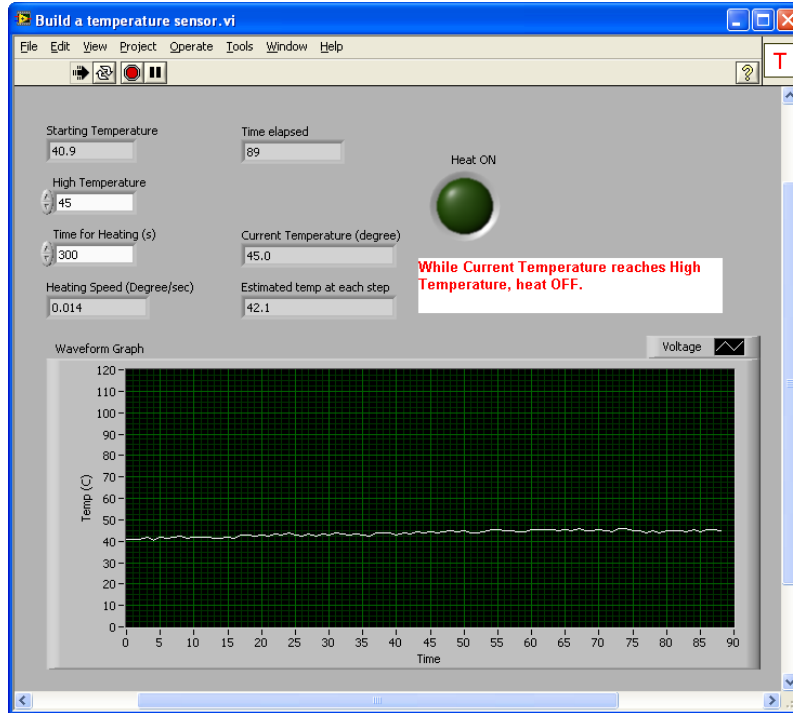 Build a temperature sensor.vi
File Edit View Project Operate Tools Window Help
?
T
Starting Temperature
40.9
Time elapsed
89
Heat ON
High Temperature
45
Time for Heating (s)
300
Current Temperature (degree)
45.0
While Current Temperature reaches High
Temperature, heat OFF.
Heating Speed (Degree/sec)
0.014
Estimated temp at each step
42.1
Waveform Graph
Voltage
120
110
100
90
80
70
60
50
40
30
20
10
0
Temp (C)
0 5 10 15 20 25 30 35 40 45 50 55 60 65 70 75 80 85 90
Time